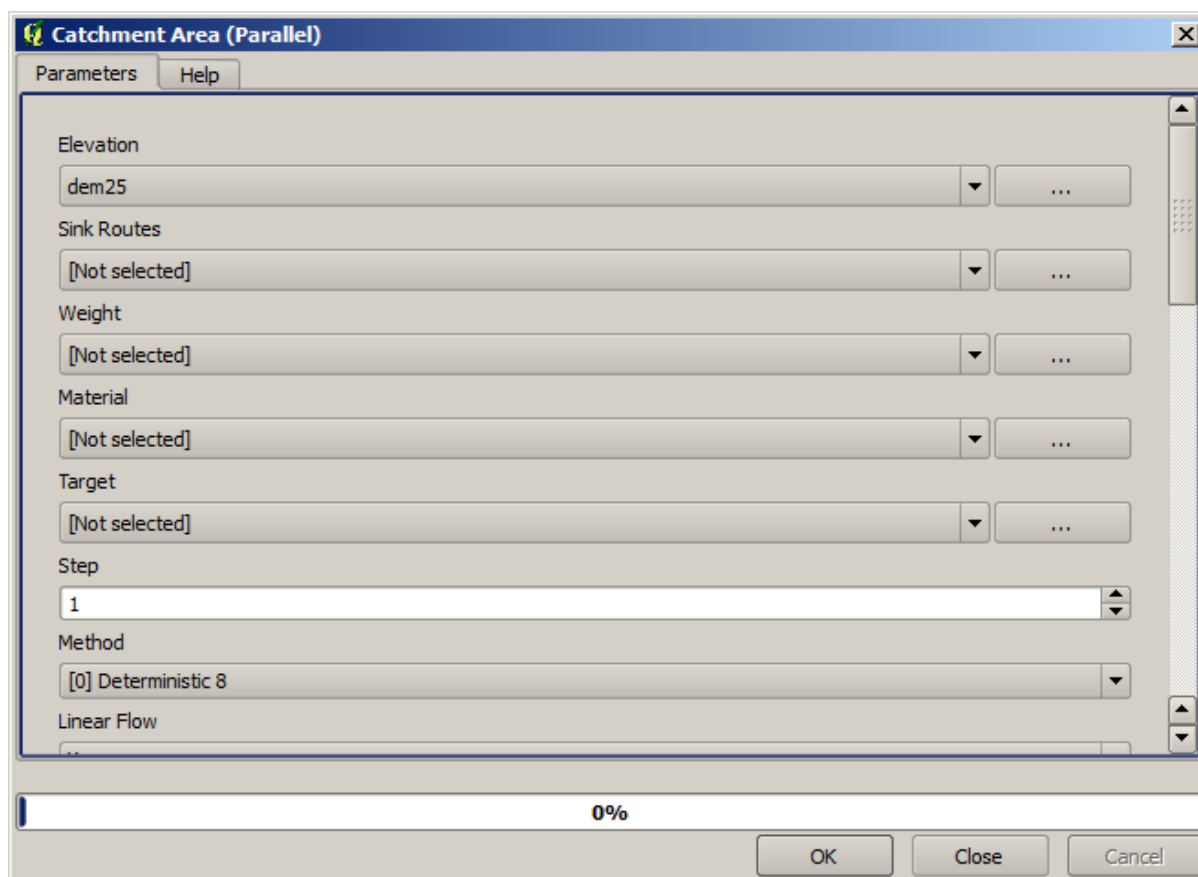 Catchment Area (Parallel)
Parameters Help
Elevation
dem25
...
Sink Routes
[Not selected]
...
Weight
[Not selected]
...
Material
[Not selected]
...
Target
[Not selected]
...
Step
1
Method
[0] Deterministic 8
Linear Flow
0%
OK Close Cancel